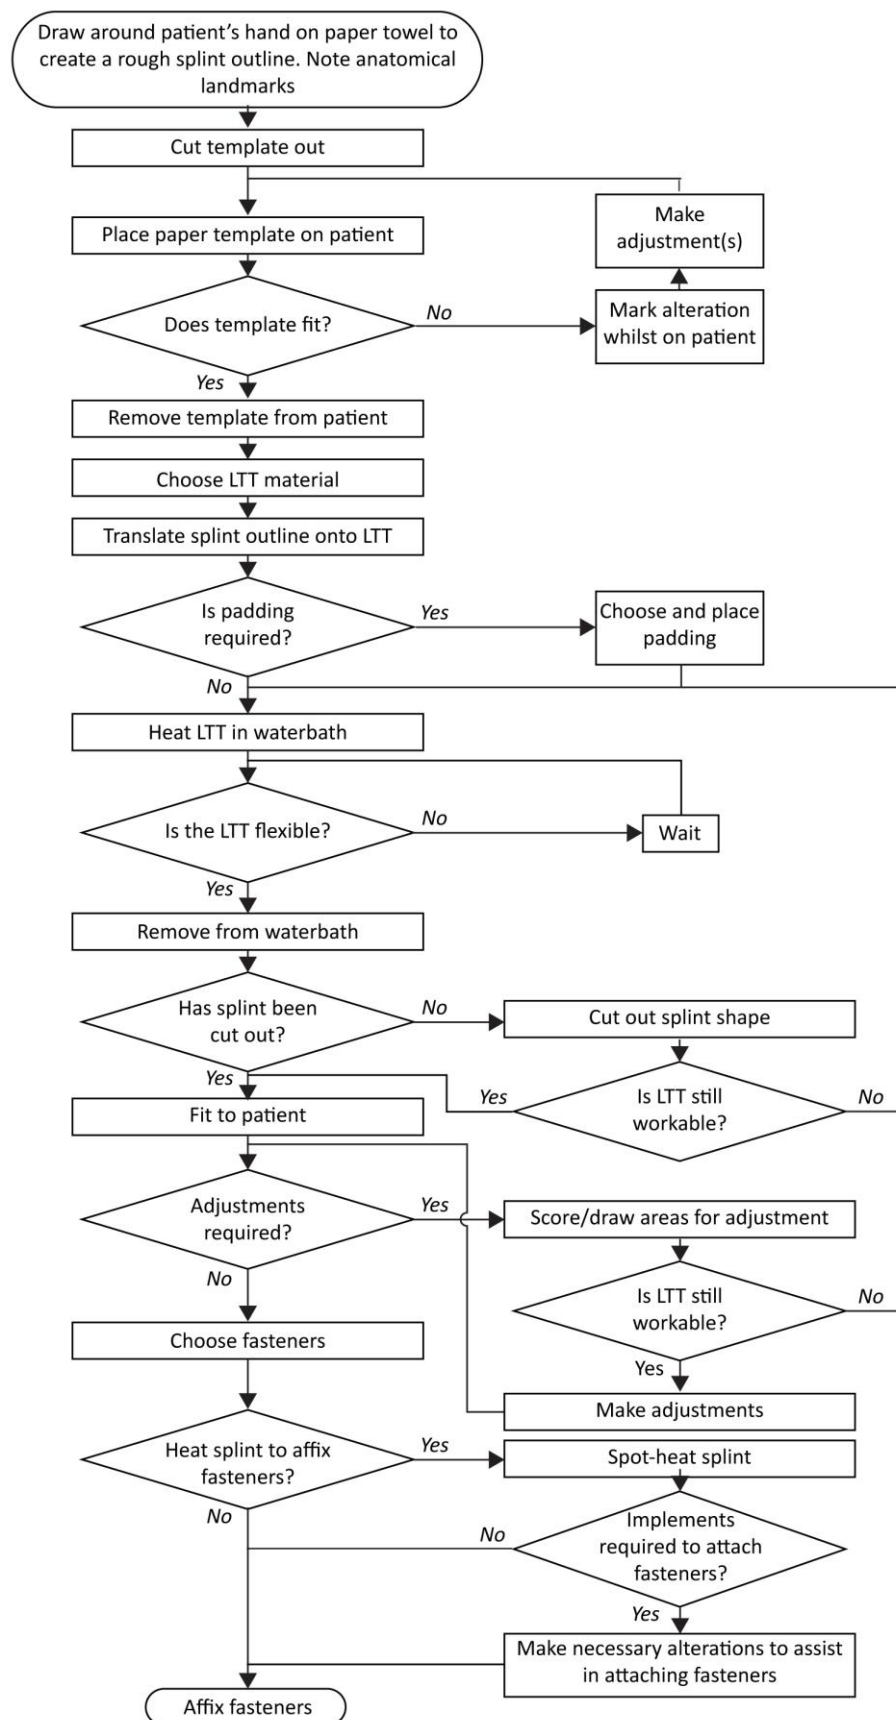 Draw around patient’s hand on paper towel to
create a rough splint outline. Note anatomical
landmarks
Cut template out
Place paper template on patient
Make
adjustment(s)
Does template fit?
No
Mark alteration
whilst on patient
Yes
Remove template from patient
Choose LTT material
Translate splint outline onto LTT
Is padding
required?
Yes
Choose and place
padding
No
Heat LTT in waterbath
Is the LTT flexible?
No
Wait
Yes
Remove from waterbath
Has splint been
cut out?
No
Cut out splint shape
Yes
Yes
Is LTT still
workable?
No
Fit to patient
Adjustments
required?
Yes
Score/draw areas for adjustment
No
Is LTT still
workable?
No
Choose fasteners
Yes
Make adjustments
Heat splint to affix
fasteners?
Yes
Spot-heat splint
No
No
Implements
required to attach
fasteners?
Yes
Make necessary alterations to assist
in attaching fasteners
Affix fasteners